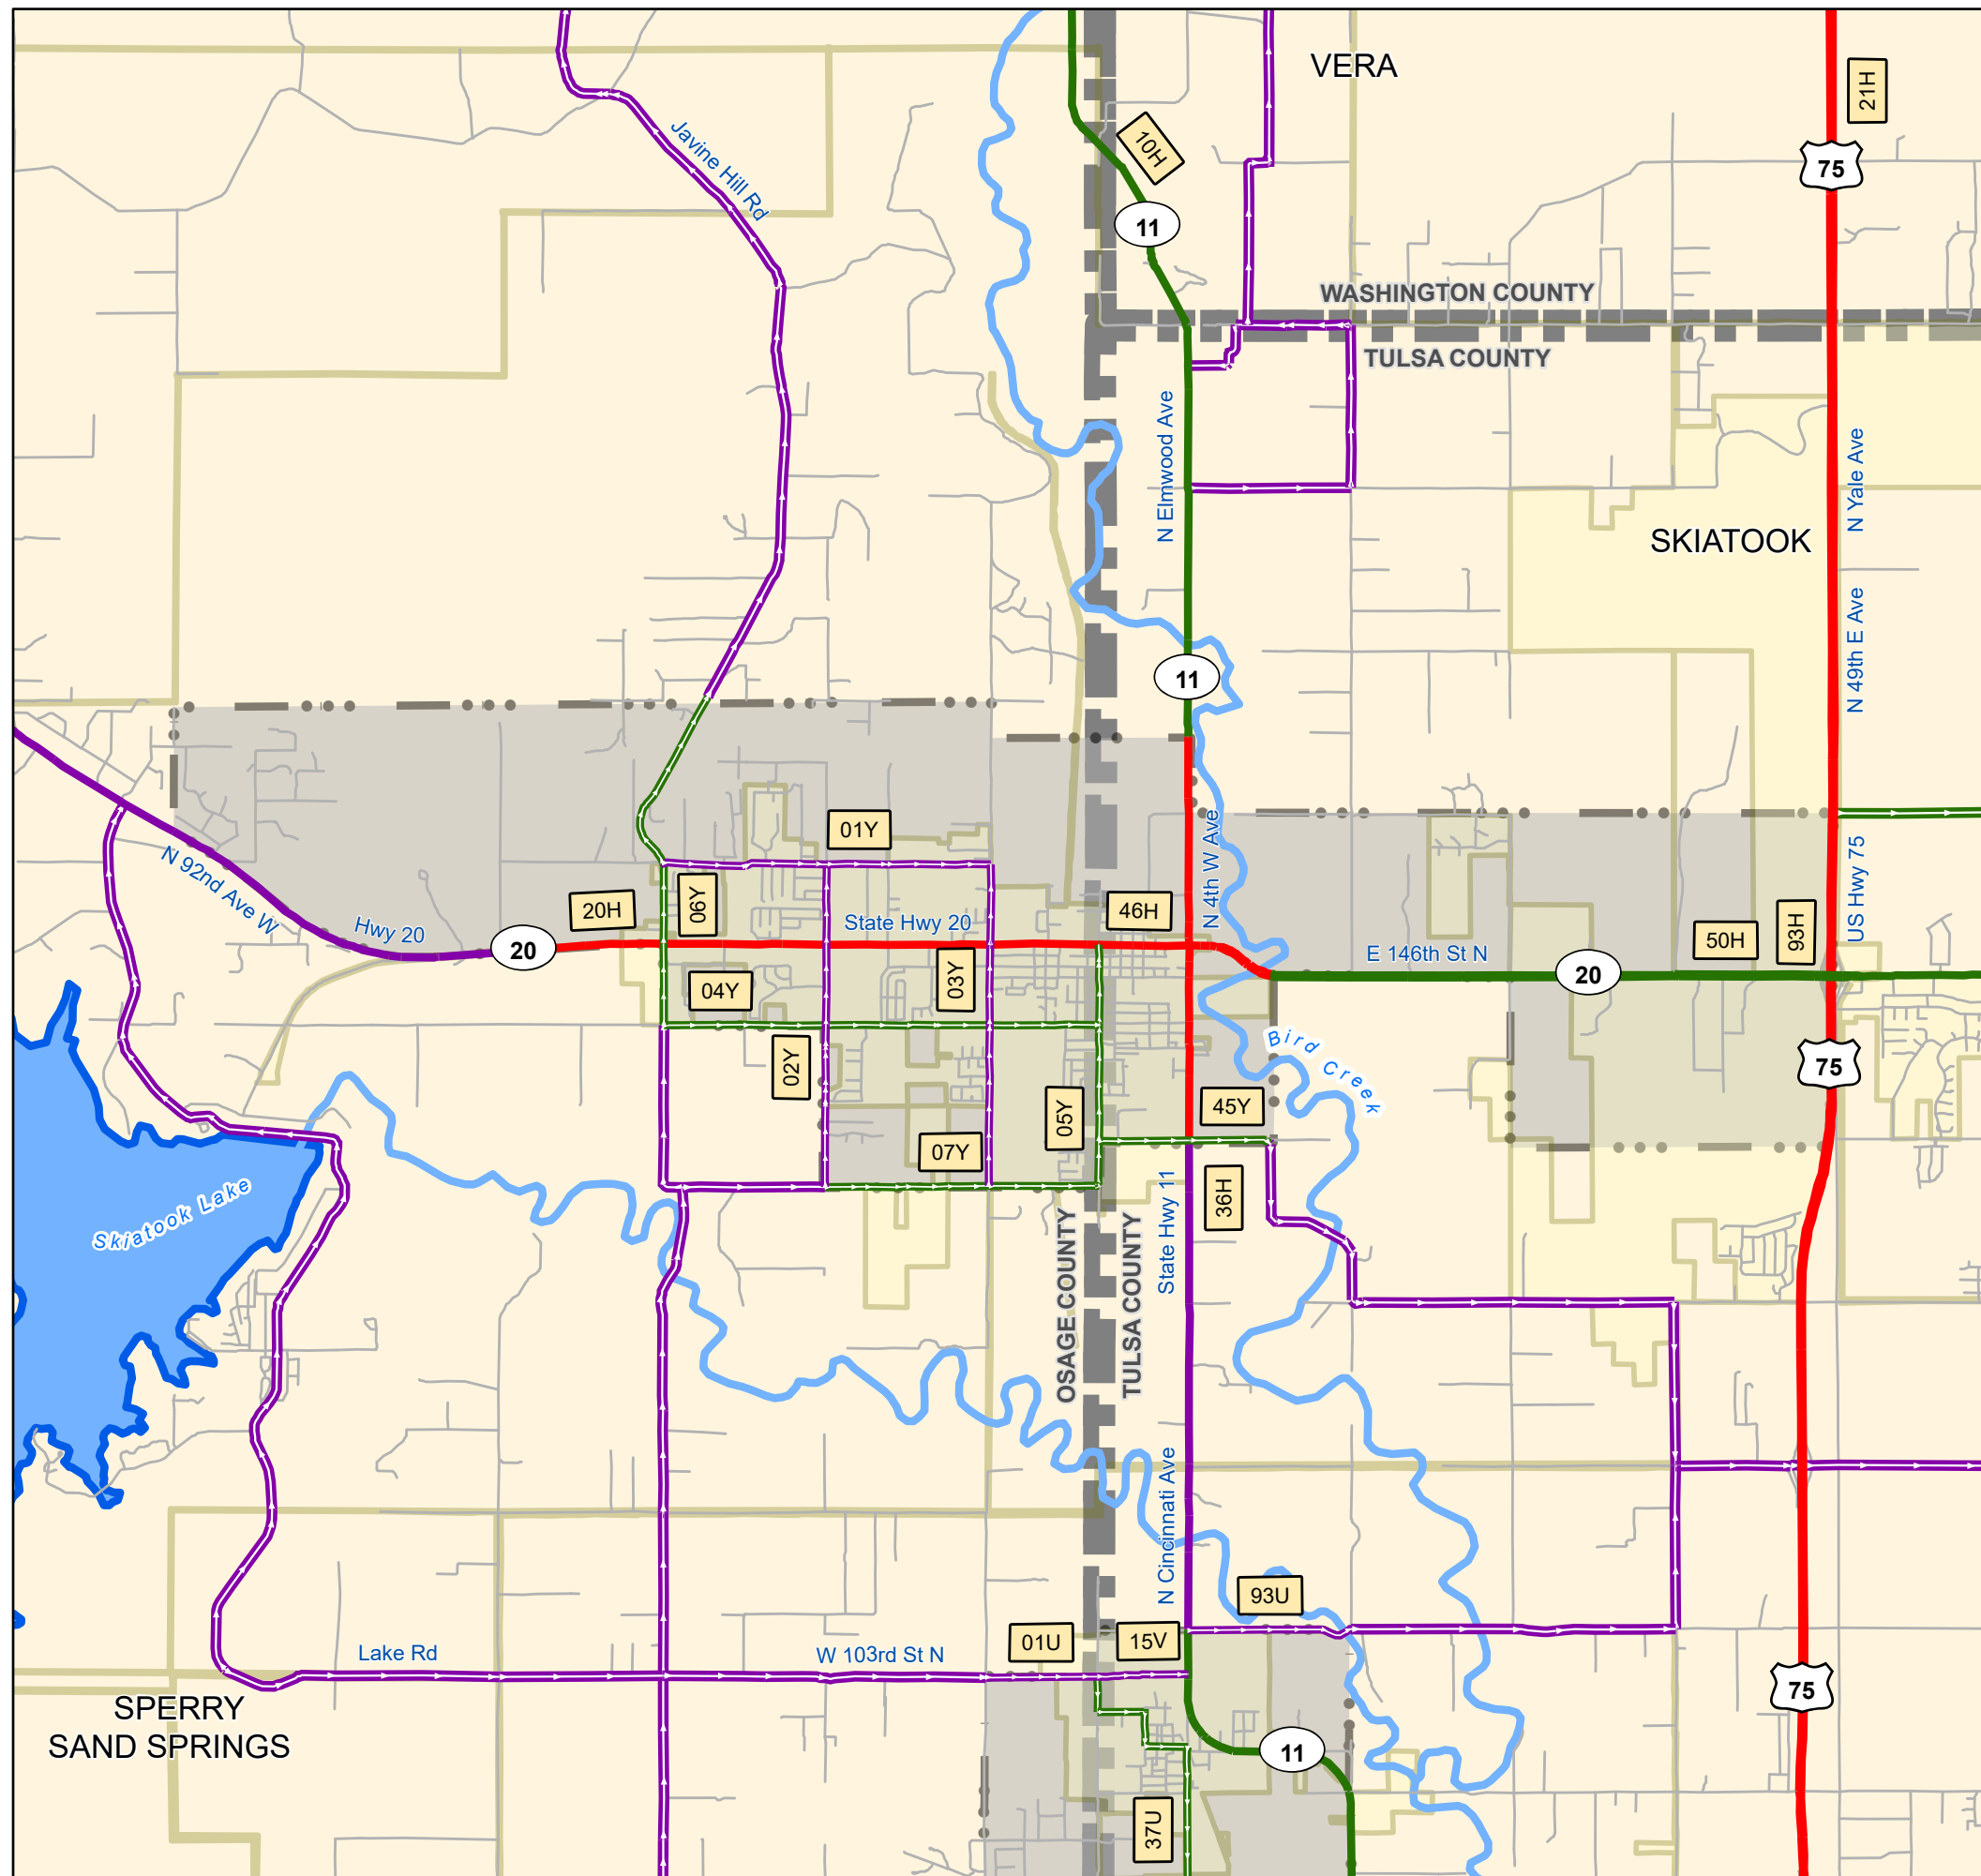 VERA
21H
75
Javine Hill Rd
10H
11
WASHINGTON COUNTY
TULSA COUNTY
N Elmwood Ave
N Yale Ave
SKIATOOK
N 49th E Ave
11
01Y
N 92nd Ave W
Hwy 20
20H
06Y
State Hwy 20
46H
N 4th W Ave
E 146th St N
50H
93H
US Hwy 75
20
20
04Y
03Y
02Y
05Y
07Y
45Y
Bird Creek
75
36H
Skiatook Lake
OSAGE COUNTY
TULSA COUNTY
State Hwy 11
N Cincinnati Ave
93U
01U
15V
Lake Rd
W 103rd St N
75
SPERRY
SAND SPRINGS
11
37U